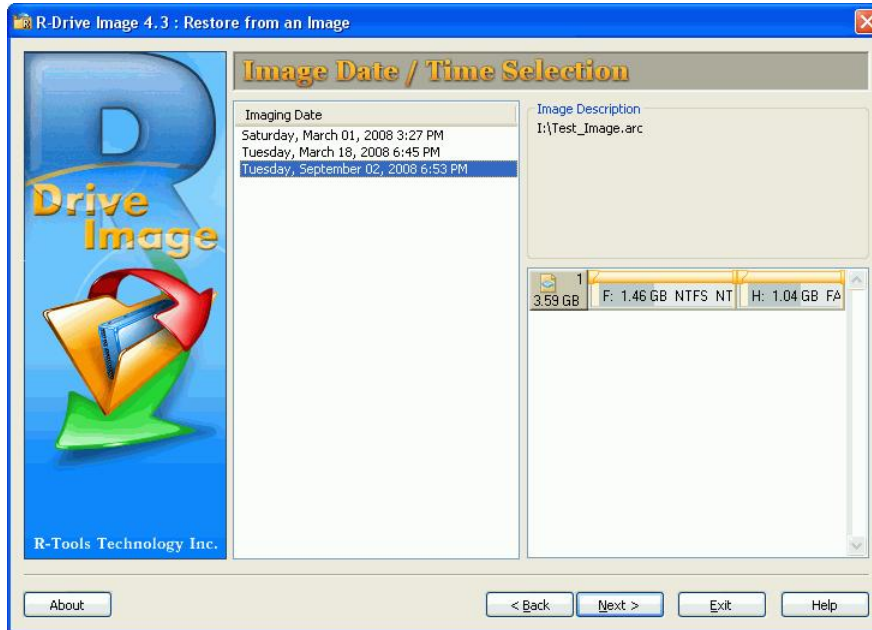 R-Drive Image 4.3 : Restore from an Image
R
Drive
Image
R-Tools Technology Inc.
Image Date / Time Selection
Imaging Date
Saturday, March 01, 2008 3:27 PM
Tuesday, March 18, 2008 6:45 PM
Tuesday, September 02, 2008 6:53 PM
Image Description
I:\Test_Image.arc
1
3.59 GB
F: 1.46 GB NTFS NT
H: 1.04 GB FA
About
< Back
Next >
Exit
Help